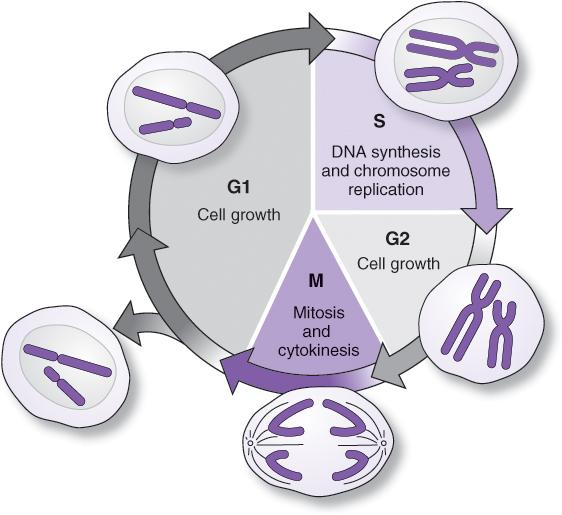 S
DNA synthesis
and chromosome
replication
G1
Cell growth
G2
Cell growth
M
Mitosis
and
cytokinesis